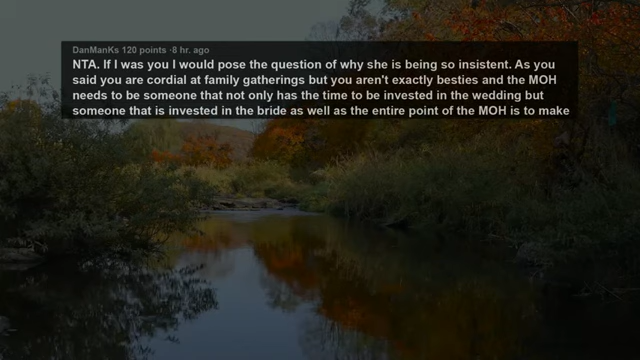 DanManKs 120 points ·8 hr. ago
NTA. If I was you I would pose the question of why she is being so insistent. As you
said you are cordial at family gatherings but you aren't exactly besties and the MOH
needs to be someone that not only has the time to be invested in the wedding but
someone that is invested in the bride as well as the entire point of the MOH is to make